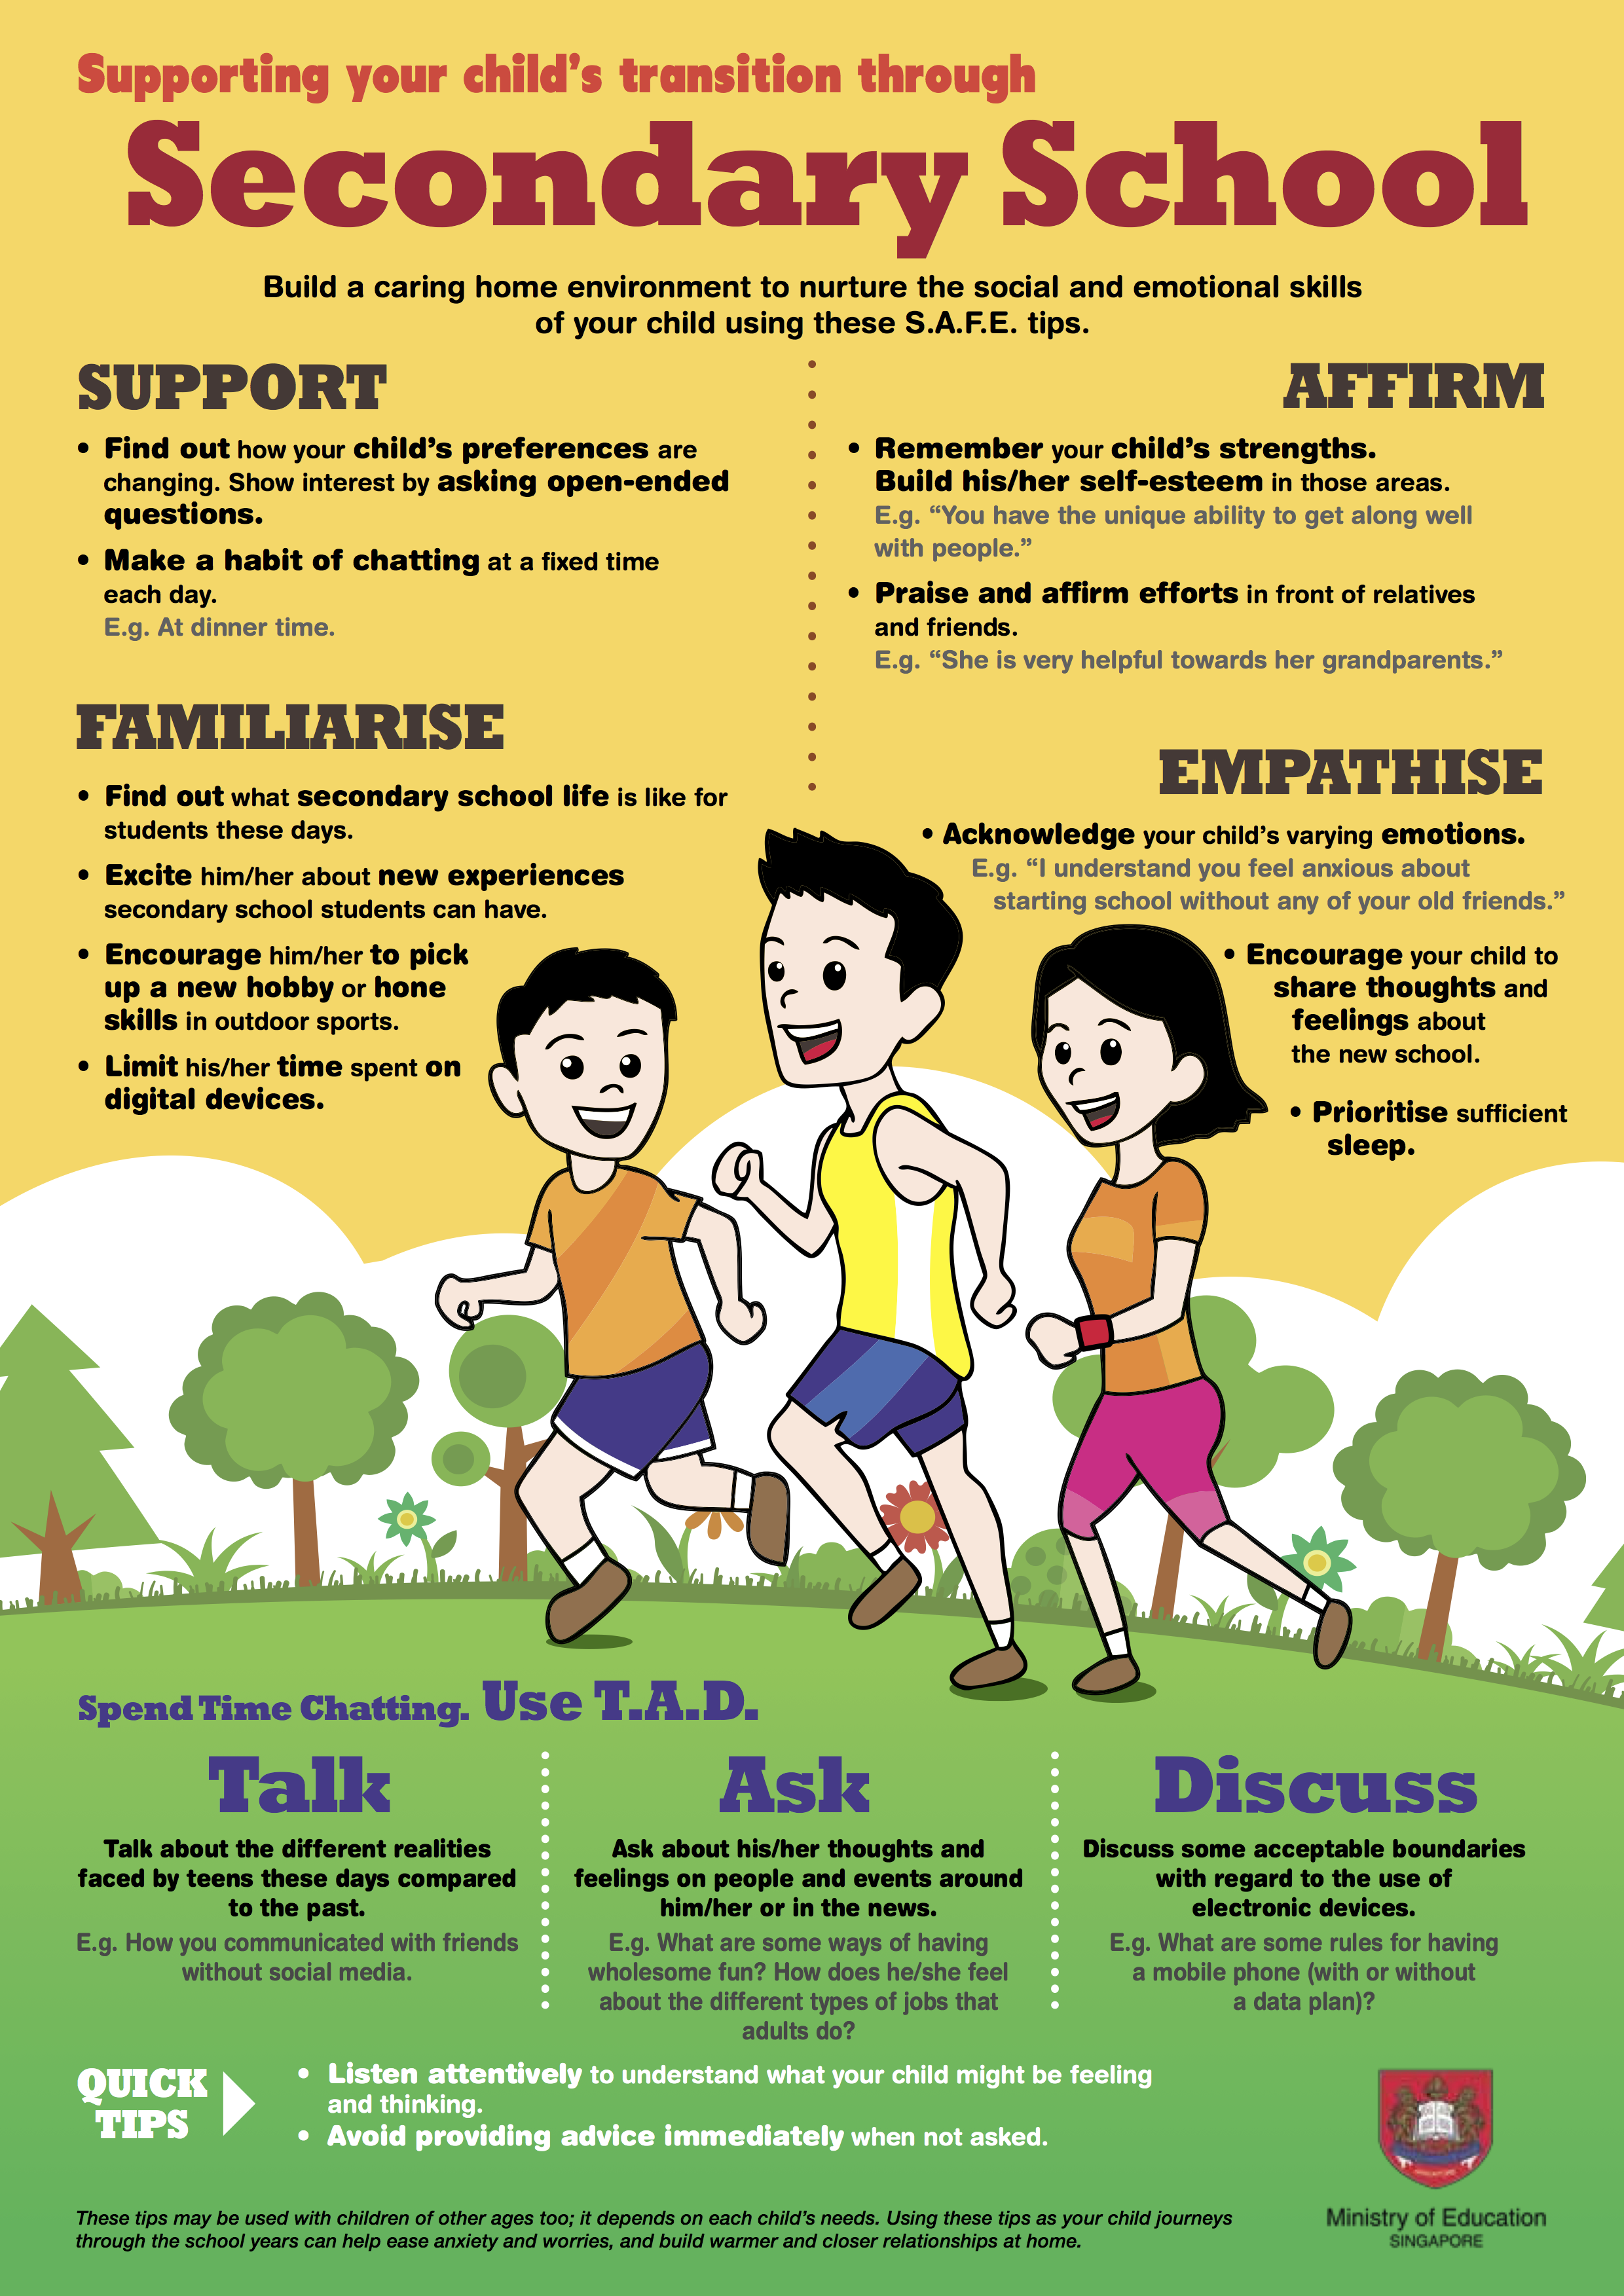 Supporting your child's transition through
Secondary School
Build a caring home environment to nurture the social and emotional skills
of your child using these S.A.F.E. tips.
SUPPORT
• Find out how your child's preferences are
changing. Show interest by asking open-ended
questions.
• Make a habit of chatting at a fixed time
each day.
E.g. At dinner time.
AFFIRM
• Remember your child's strengths.
Build his/her self-esteem in those areas.
E.g. “You have the unique ability to get along well
with people.”
• Praise and affirm efforts in front of relatives
and friends.
E.g. “She is very helpful towards her grandparents.”
FAMILIARISE
• Find out what secondary school life is like for
students these days.
• Excite him/her about new experiences
secondary school students can have.
• Encourage him/her to pick
up a new hobby or hone
skills in outdoor sports.
• Limit his/her time spent on
digital devices.
EMPATHISE
• Acknowledge your child's varying emotions.
E.g. “I understand you feel anxious about
starting school without any of your old friends.”
• Encourage your child to
share thoughts and
feelings about
the new school.
• Prioritise sufficient
sleep.
Spend Time Chatting. Use T.A.D.
Talk
Talk about the different realities
faced by teens these days compared
to the past.
E.g. How you communicated with friends
without social media.
Ask
Ask about his/her thoughts and
feelings on people and events around
him/her or in the news.
E.g. What are some ways of having
wholesome fun? How does he/she feel
about the different types of jobs that
adults do?
Discuss
Discuss some acceptable boundaries
with regard to the use of
electronic devices.
E.g. What are some rules for having
a mobile phone (with or without
a data plan)?
QUICK
TIPS
• Listen attentively to understand what your child might be feeling
and thinking.
• Avoid providing advice immediately when not asked.
These tips may be used with children of other ages too; it depends on each child's needs. Using these tips as your child journeys
through the school years can help ease anxiety and worries, and build warmer and closer relationships at home.
Ministry of Education
SINGAPORE